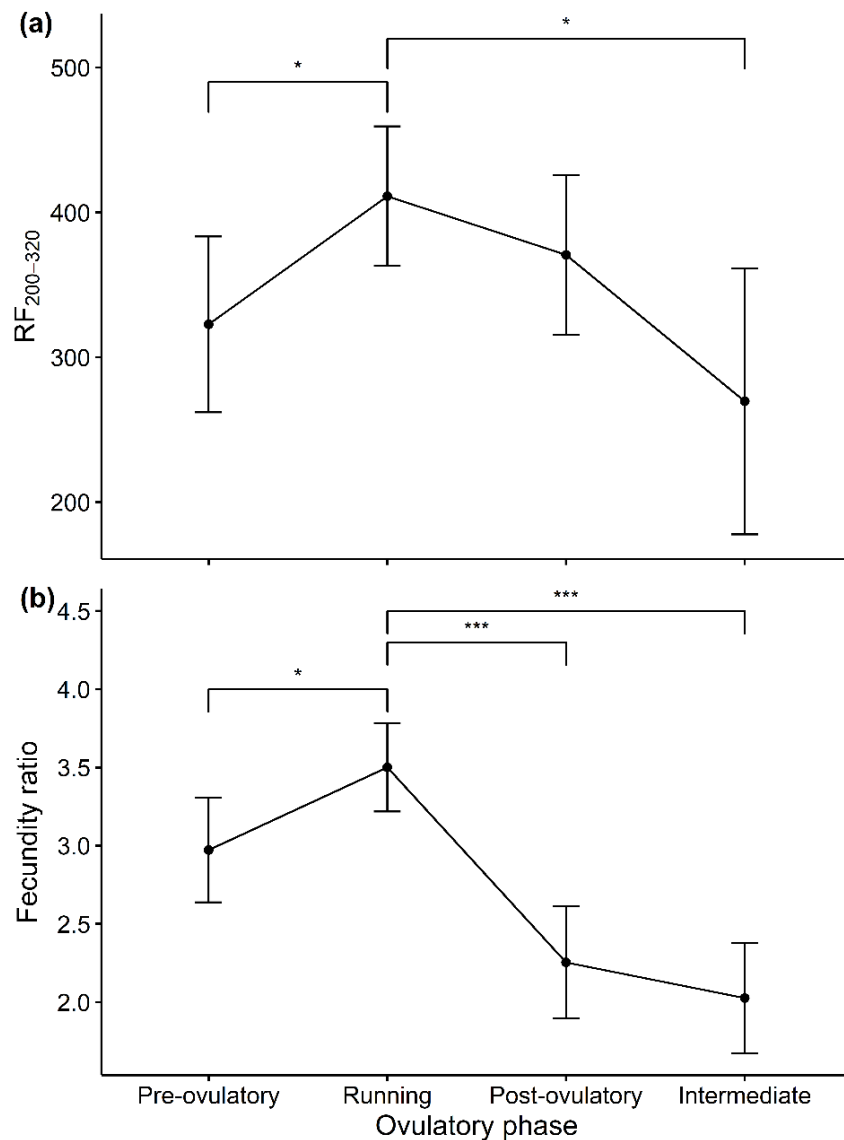 (a)
*
*
500
400
300
200
RF200–320
(b)
***
***
*
4.5
4.0
3.5
3.0
2.5
2.0
Fecundity ratio
Pre-ovulatory Running Post-ovulatory Intermediate
Ovulatory phase